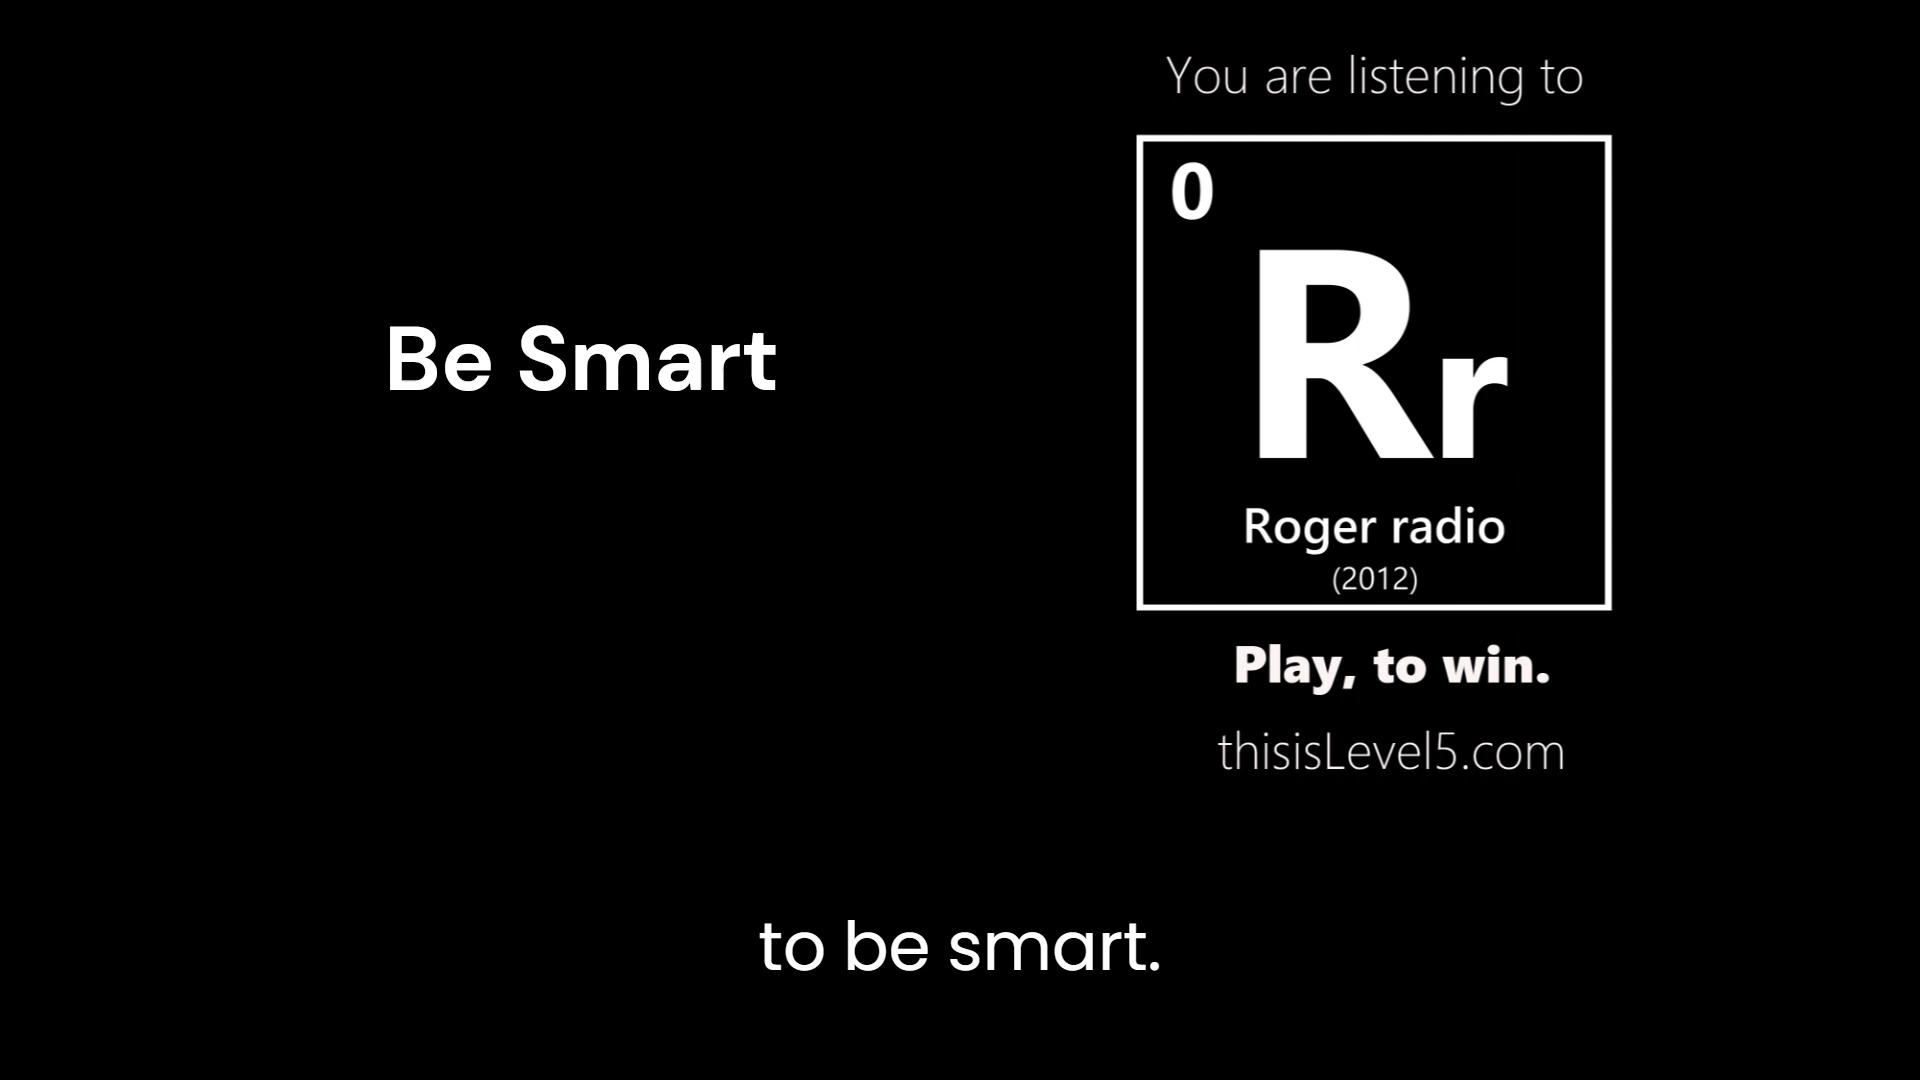 Be Smart
You are listening to
0
Rr
Roger radio
(2012)
Play, to win.
thisisLevel5.com
to be smart.